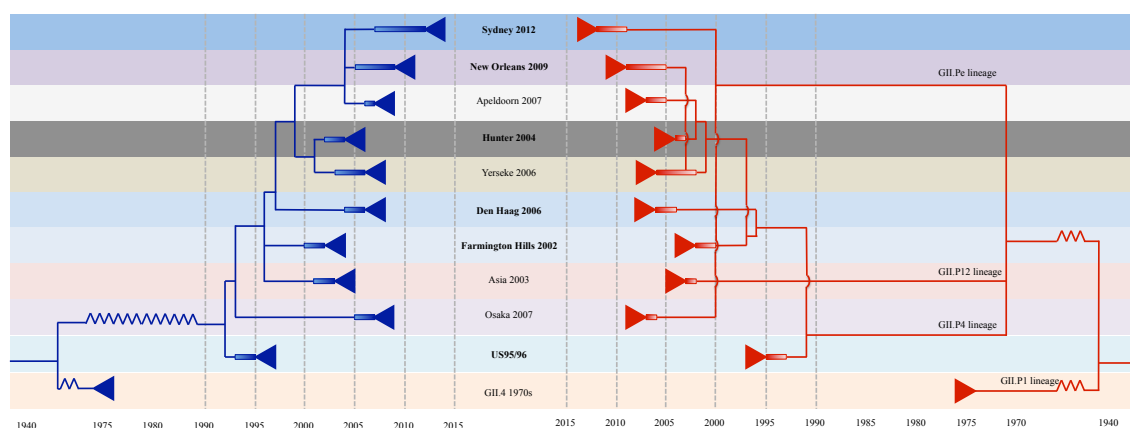 Sydney 2012
New Orleans 2009
GII.Pe lineage
Apeldoorn 2007
Hunter 2004
Yerseke 2006
Den Haag 2006
Farmington Hills 2002
Asia 2003
GII.P12 lineage
Osaka 2007
GII.P4 lineage
US95/96
GII.4 1970s
GII.P1 lineage
1940 1975 1980 1990 1995 2000 2005 2010 2015 2015 2010 2005 2000 1995 1990 1985 1980 1975 1970 1940